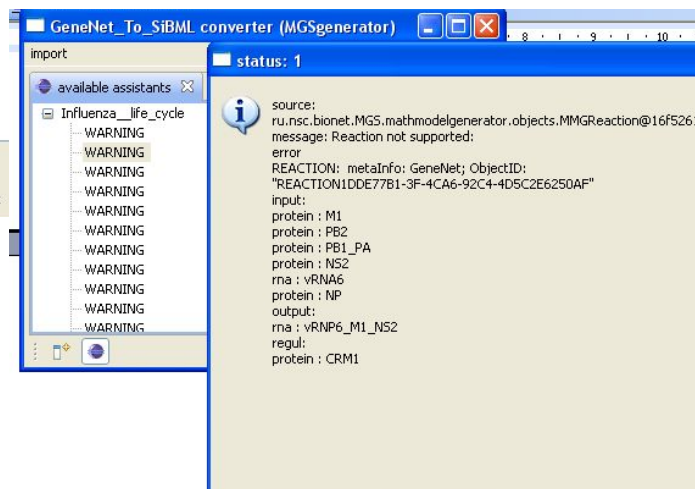 GeneNet_To_SiBML converter (MGSgenerator)
8 · 9 · 10
import
status: 1
available assistants
Influenza__life_cycle
WARNING
WARNING
WARNING
WARNING
WARNING
WARNING
WARNING
WARNING
WARNING
WARNING
WARNING
source:
ru.nsc.bionet.MGS.mathmodelgenerator.objects.MMGReaction@16f5261
message: Reaction not supported:
error
REACTION: metaInfo: GeneNet; ObjectID:
"REACTION1DDE77B1-3F-4CA6-92C4-4D5C2E6250AF"
input:
protein : M1
protein : PB2
protein : PB1_PA
protein : NS2
rna : vRNA6
protein : NP
output:
rna : vRNP6_M1_NS2
regul:
protein : CRM1